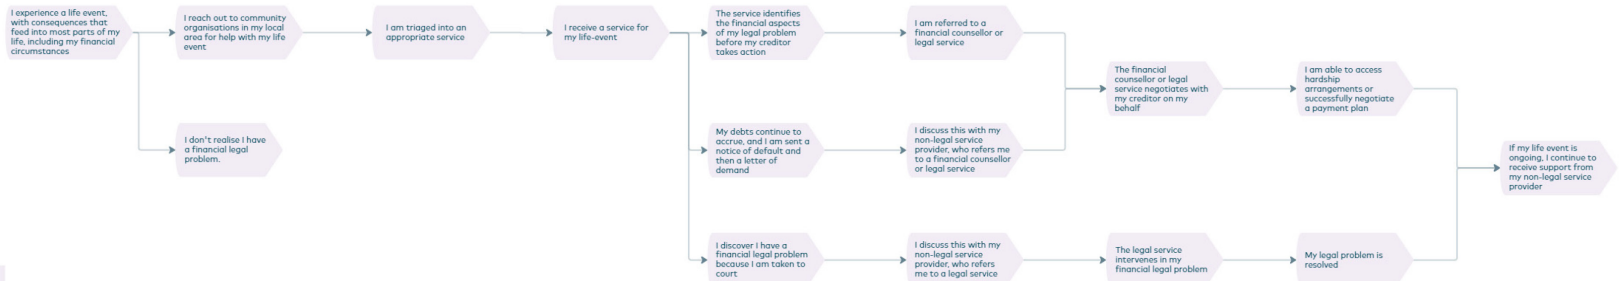 I experience a life event,
with consequences that
feed into most parts of my
life, including my financial
circumstances
I reach out to community
organisations in my local
area for help with my life
event
I am triaged into an
appropriate service
I receive a service for
my life-event
The service identifies
the financial aspects
of my legal problem
before my creditor
takes action
I am referred to a
financial counsellor or
legal service
The financial
counsellor or legal
service negotiates with
my creditor on my
behalf
I am able to access
hardship
arrangements or
successfully negotiate
a payment plan
I don't realise I have
a financial legal
problem.
My debts continue to
accrue, and I am sent a
notice of default and
then a letter of
demand
I discuss this with my
non-legal service
provider, who refers me
to a financial counsellor
or legal service
If my life event is
ongoing, I continue to
receive support from
my non-legal service
provider
I discover I have a
financial legal problem
because I am taken to
court
I discuss this with my
non-legal service
provider, who refers
me to a legal service
The legal service
intervenes in my
financial legal problem
My legal problem is
resolved